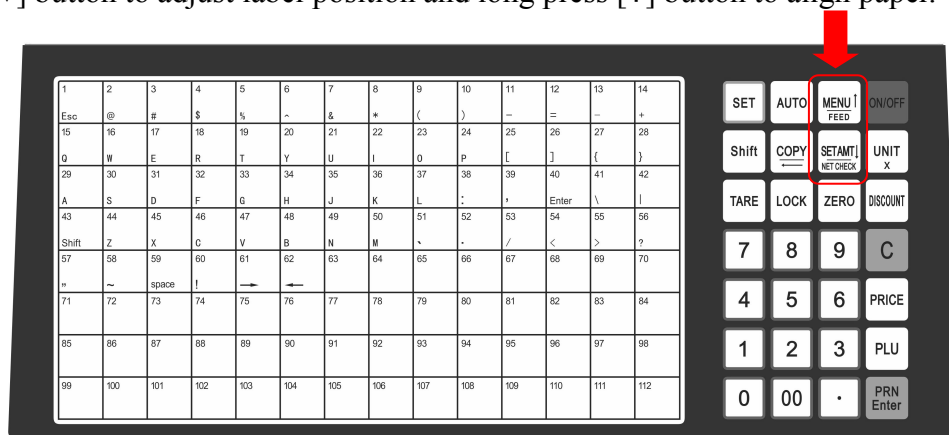 ↓] button to adjust label position and long press [↓] button to align paper.
1 2 3 4 5 6 7 8 9 10 11 12 13 14
Esc @ # $ % ^ & * ( ) — = – +
15 16 17 18 19 20 21 22 23 24 25 26 27 28
Q W E R T Y U I O P [ ] { }
29 30 31 32 33 34 35 36 37 38 39 40 41 42
A S D F G H J K L : , Enter \ |
43 44 45 46 47 48 49 50 51 52 53 54 55 56
Shift Z X C V B N M 、 . / < > ?
57 58 59 60 61 62 63 64 65 66 67 68 69 70
" ~ space ! → ←
71 72 73 74 75 76 77 78 79 80 81 82 83 84
85 86 87 88 89 90 91 92 93 94 95 96 97 98
99 100 101 102 103 104 105 106 107 108 109 110 111 112
SET AUTO MENU↑ ON/OFF
FEED
Shift COPY SETAMT↓ UNIT
← NET CHECK X
TARE LOCK ZERO DISCOUNT
7 8 9 C
4 5 6 PRICE
1 2 3 PLU
0 00 · PRN
Enter